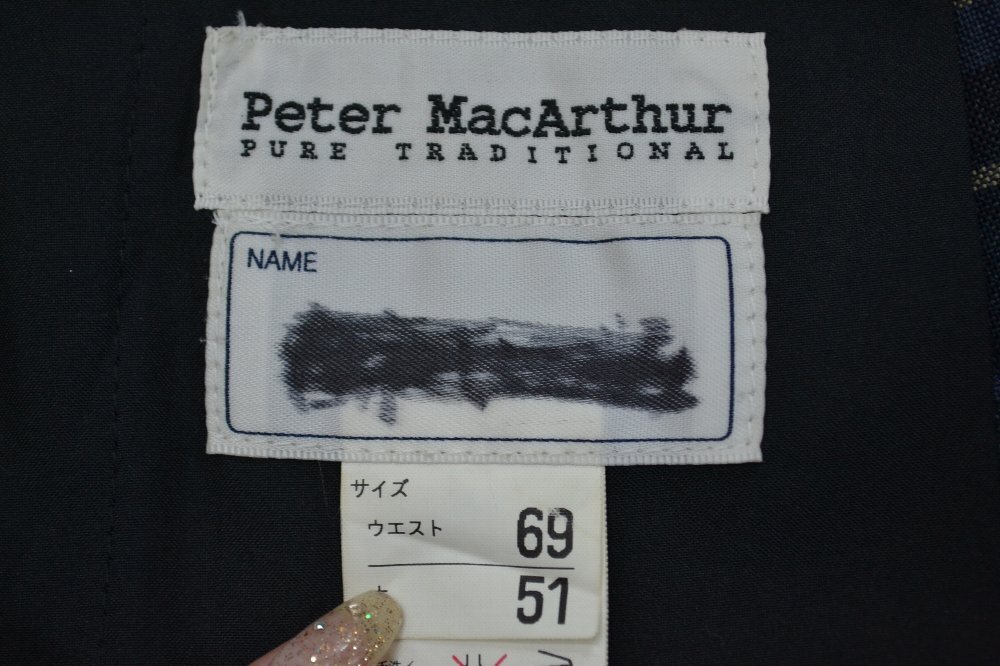 Peter MacArthur
PURE TRADITIONAL
NAME
サイズ
ウエスト 69
51